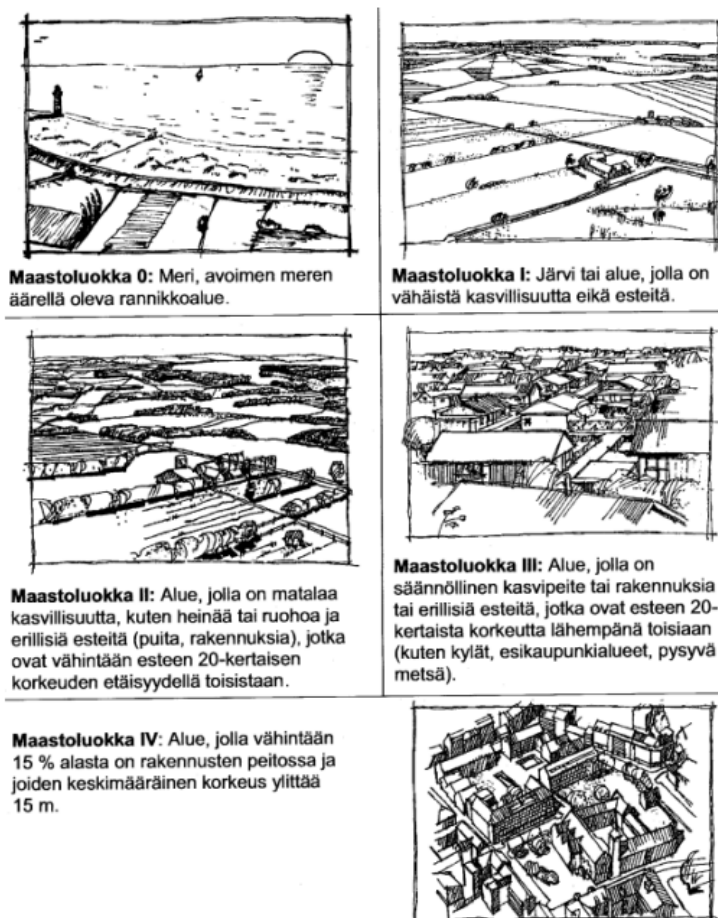 Maastoluokka 0: Meri, avoimen meren
äärellä oleva rannikkoalue.
Maastoluokka I: Järvi tai alue, jolla on
vähäistä kasvillisuutta eikä esteitä.
Maastoluokka II: Alue, jolla on matalaa
kasvillisuutta, kuten heinää tai ruohoa ja
erillisiä esteitä (puita, rakennuksia), jotka
ovat vähintään esteen 20-kertaisen
korkeuden etäisyydellä toisistaan.
Maastoluokka III: Alue, jolla on
säännöllinen kasvipeite tai rakennuksia
tai erillisiä esteitä, jotka ovat esteen 20-
kertaista korkeutta lähempänä toisiaan
(kuten kylät, esikaupunkialueet, pysyvä
metsä).
Maastoluokka IV: Alue, jolla vähintään
15 % alasta on rakennusten peitossa ja
joiden keskimääräinen korkeus ylittää
15 m.